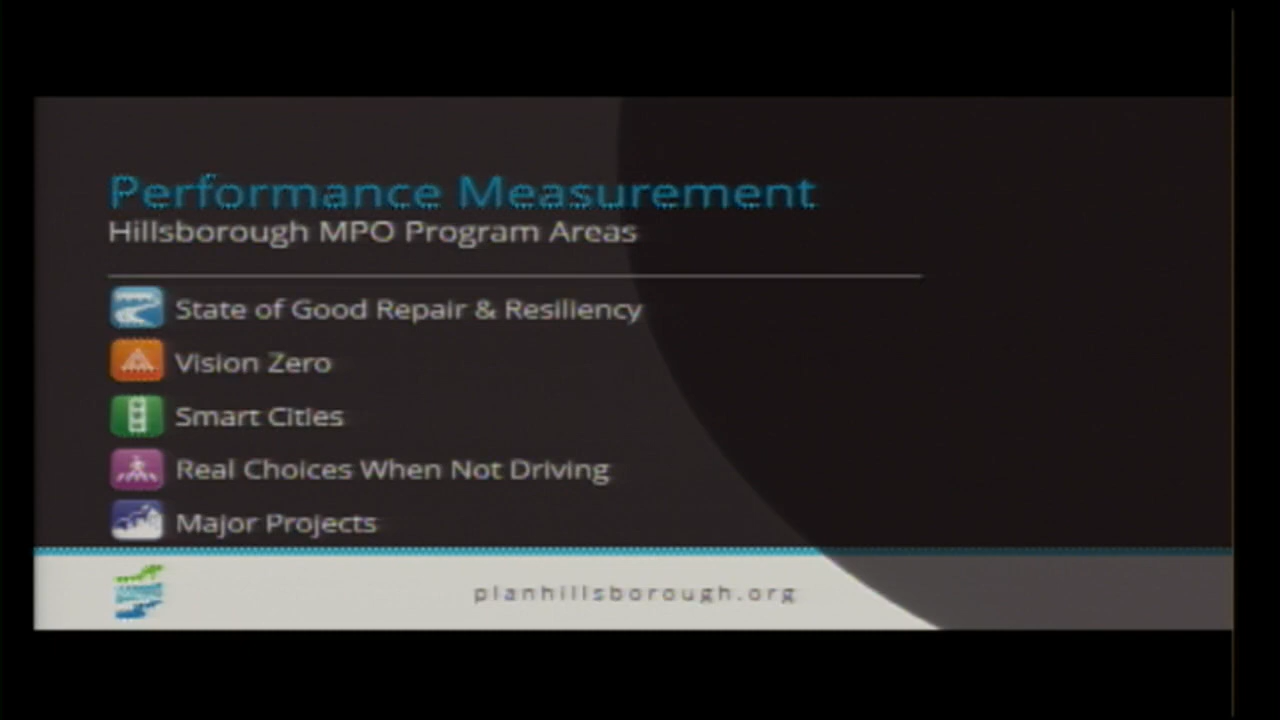 Performance Measurement
Hillsborough MPO Program Areas
State of Good Repair & Resiliency
Vision Zero
Smart Cities
Real Choices When Not Driving
Major Projects
planhillsborough.org